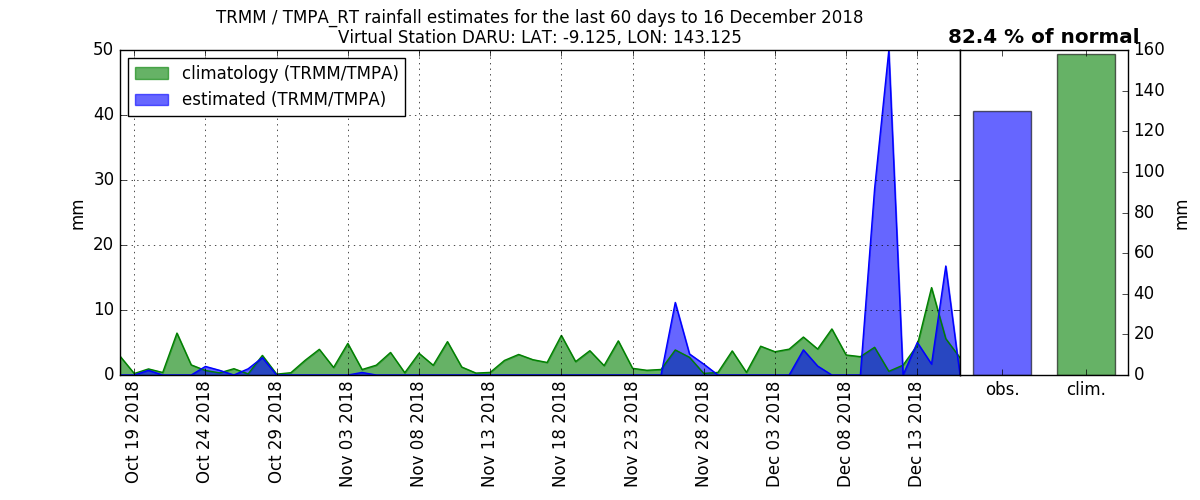 TRMM / TMPA_RT rainfall estimates for the last 60 days to 16 December 2018
Virtual Station DARU: LAT: -9.125, LON: 143.125
82.4 % of normal
climatology (TRMM/TMPA)
estimated (TRMM/TMPA)
mm
50
40
30
20
10
0
Oct 19 2018
Oct 24 2018
Oct 29 2018
Nov 03 2018
Nov 08 2018
Nov 13 2018
Nov 18 2018
Nov 23 2018
Nov 28 2018
Dec 03 2018
Dec 08 2018
Dec 13 2018
obs.
clim.
160
140
120
100
80
60
40
20
0
mm